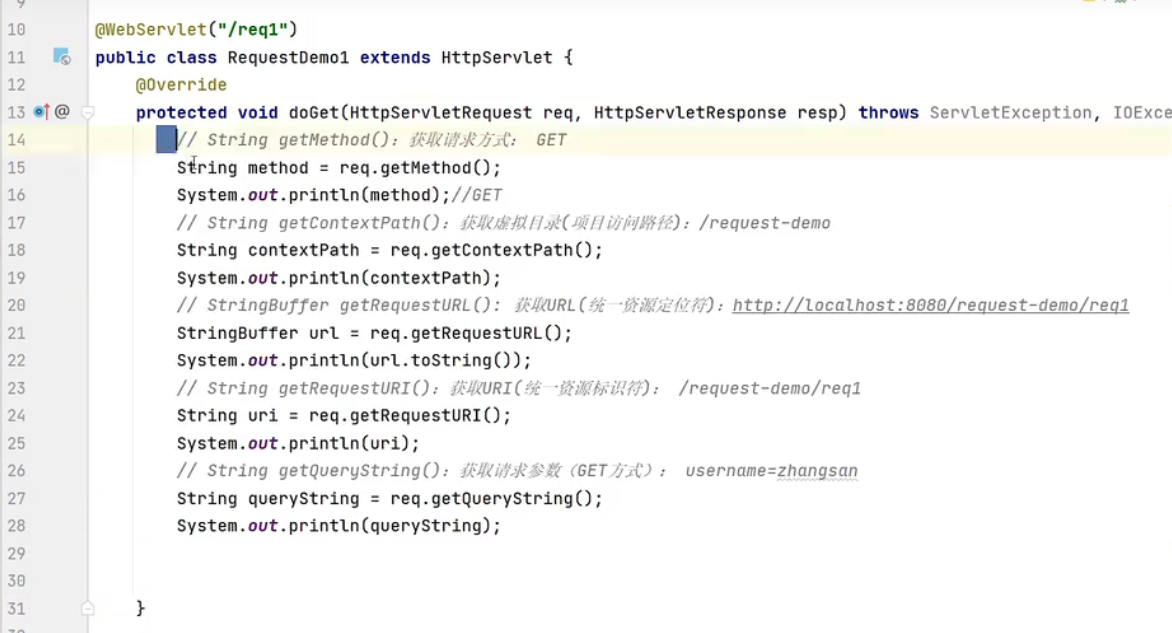 10 @WebServlet("/req1")
11 public class RequestDemo1 extends HttpServlet {
12 @Override
13 @ protected void doGet(HttpServletRequest req, HttpServletResponse resp) throws ServletException, IOExce
14 // String getMethod()：获取请求方式： GET
15 String method = req.getMethod();
16 System.out.println(method);//GET
17 // String getContextPath()：获取虚拟目录(项目访问路径)：/request-demo
18 String contextPath = req.getContextPath();
19 System.out.println(contextPath);
20 // StringBuffer getRequestURL(): 获取URL(统一资源定位符)：http://localhost:8080/request-demo/req1
21 StringBuffer url = req.getRequestURL();
22 System.out.println(url.toString());
23 // String getRequestURI()：获取URI(统一资源标识符)： /request-demo/req1
24 String uri = req.getRequestURI();
25 System.out.println(uri);
26 // String getQueryString()：获取请求参数（GET方式）： username=zhangsan
27 String queryString = req.getQueryString();
28 System.out.println(queryString);
29
30
31 }